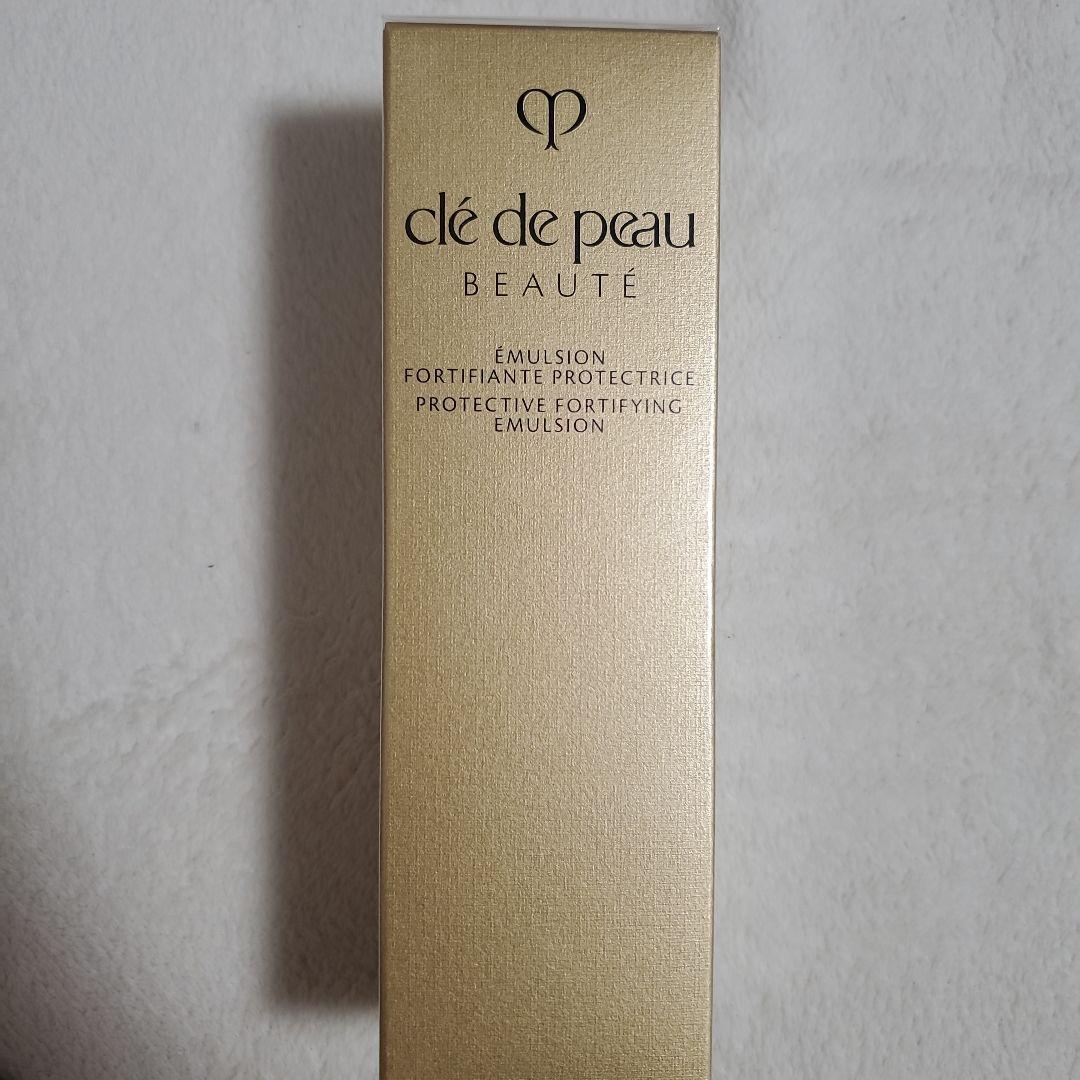 clé de peau
BEAUTÉ
ÉMULSION
FORTIFIANTE PROTECTRICE
PROTECTIVE FORTIFYING
EMULSION